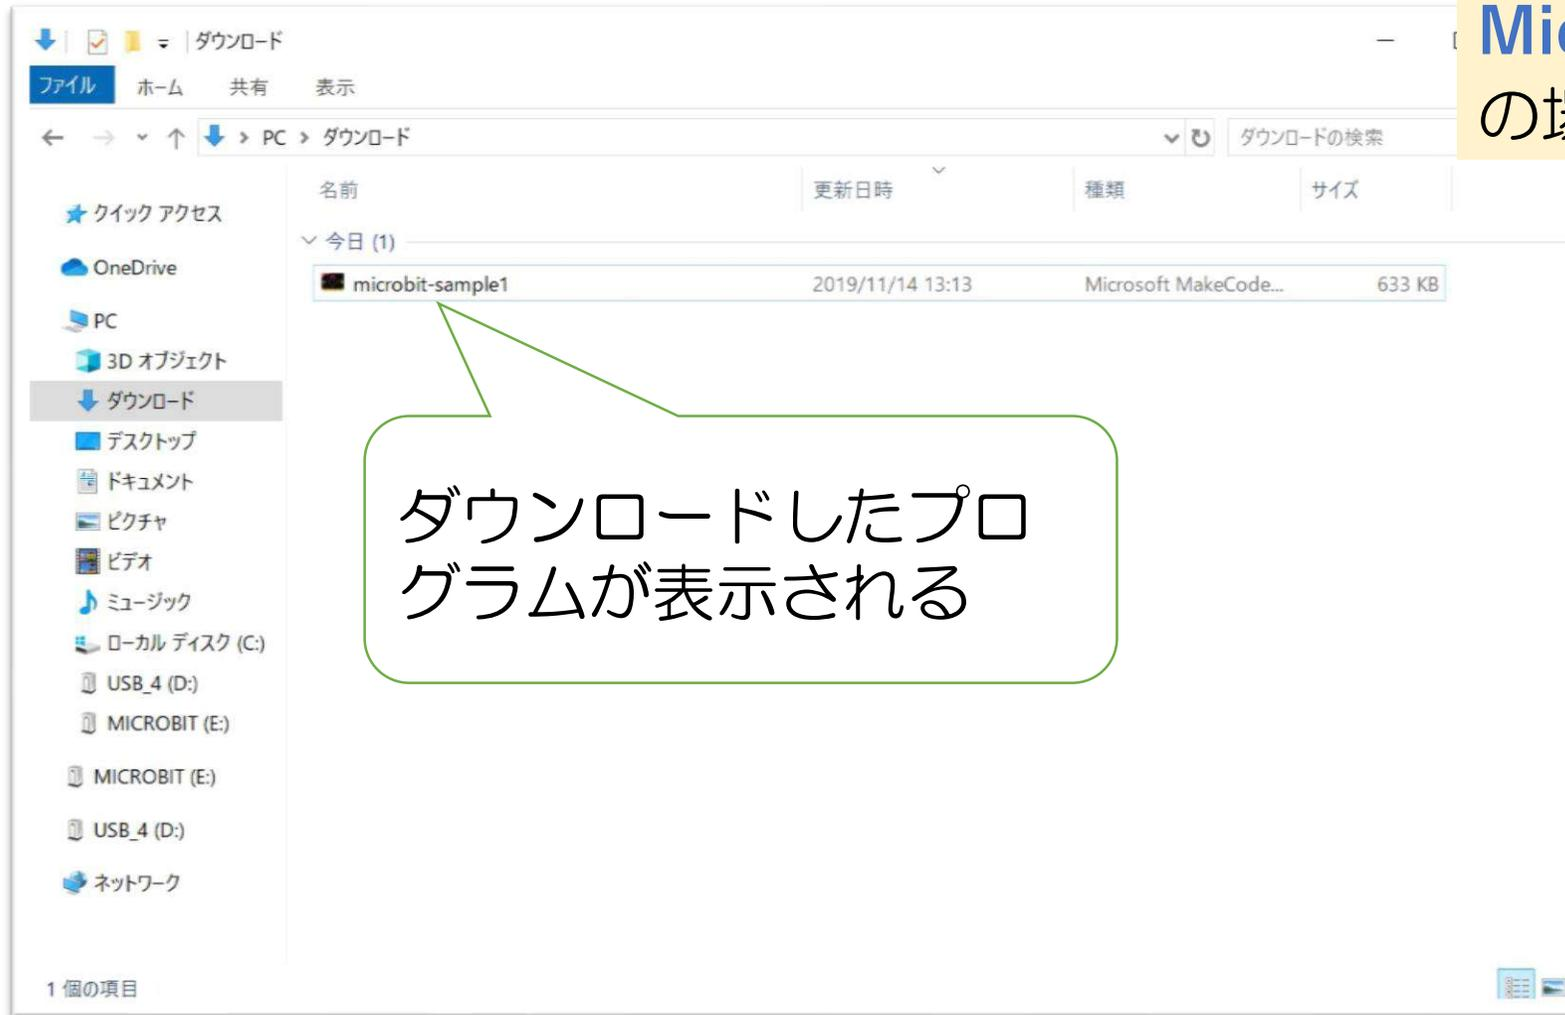 ダウンロード
Mic
の場
ファイル ホーム 共有 表示
PC > ダウンロード
ダウンロードの検索
名前 更新日時 種類 サイズ
クイック アクセス
今日 (1)
OneDrive
microbit-sample1 2019/11/14 13:13 Microsoft MakeCode... 633 KB
PC
3D オブジェクト
ダウンロード
デスクトップ
ドキュメント
ピクチャ
ビデオ
ミュージック
ローカル ディスク (C:)
USB_4 (D:)
MICROBIT (E:)
MICROBIT (E:)
USB_4 (D:)
ネットワーク
ダウンロードしたプロ
グラムが表示される
1 個の項目